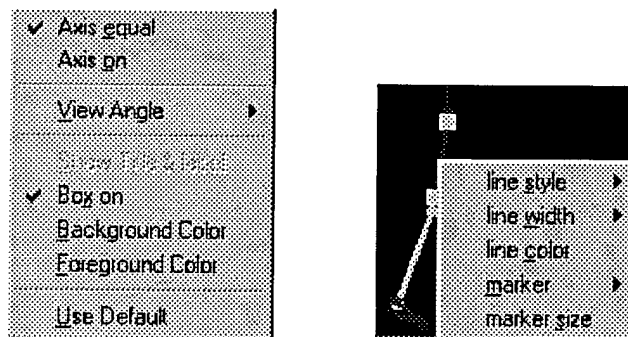 Axis equal
Axis on
View Angle
Box on
Background Color
Foreground Color
Use Default
line style
line width
line color
marker
marker size